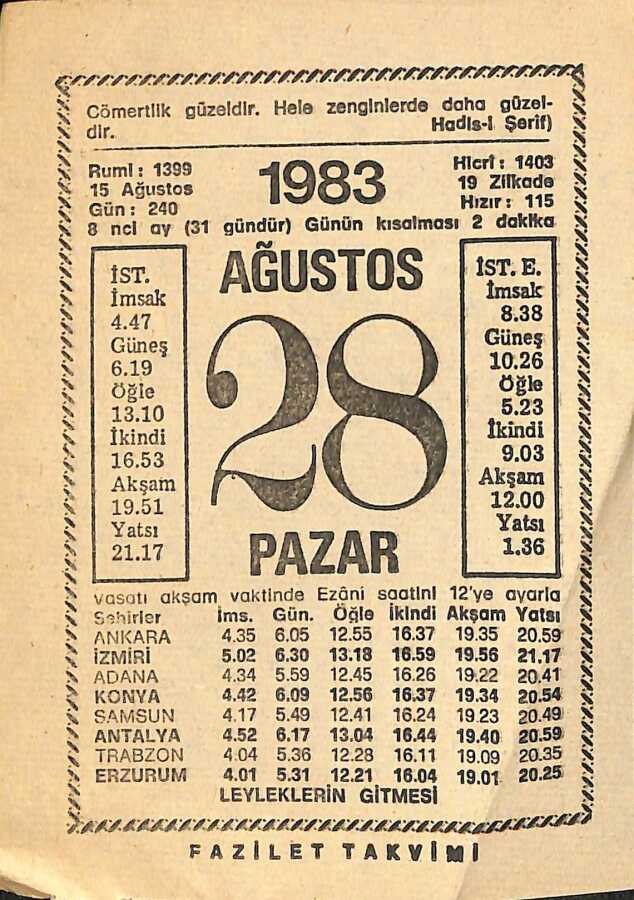 Cömertlik güzeldir. Hele zenginlerde daha güzel-
dir. Hadis-i Şerif)
Rumî: 1399
15 Ağustos
Gün: 240
1983
Hicrî: 1403
19 Zilkade
Hızır: 115
8 nci ay (31 gündür) Günün kısalması 2 dakika
İST.
İmsak
4.47
Güneş
6.19
Öğle
13.10
İkindi
16.53
Akşam
19.51
Yatsı
21.17
AĞUSTOS
28
PAZAR
İST. E.
İmsak
8.38
Güneş
10.26
Öğle
5.23
İkindi
9.03
Akşam
12.00
Yatsı
1.36
vasatî akşam vaktinde Ezâni saatini 12'ye ayarla
Şehirler İms. Gün. Öğle İkindi Akşam Yatsı
ANKARA 4.35 6.05 12.55 16.37 19.35 20.59
İZMİRİ 5.02 6.30 13.18 16.59 19.56 21.17
ADANA 4.34 5.59 12.45 16.26 19.22 20.41
KONYA 4.42 6.09 12.56 16.37 19.34 20.54
SAMSUN 4.17 5.49 12.41 16.24 19.23 20.49
ANTALYA 4.52 6.17 13.04 16.44 19.40 20.59
TRABZON 4.04 5.36 12.28 16.11 19.09 20.35
ERZURUM 4.01 5.31 12.21 16.04 19.01 20.25
LEYLEKLERİN GİTMESİ
FAZİLET TAKVİMİ